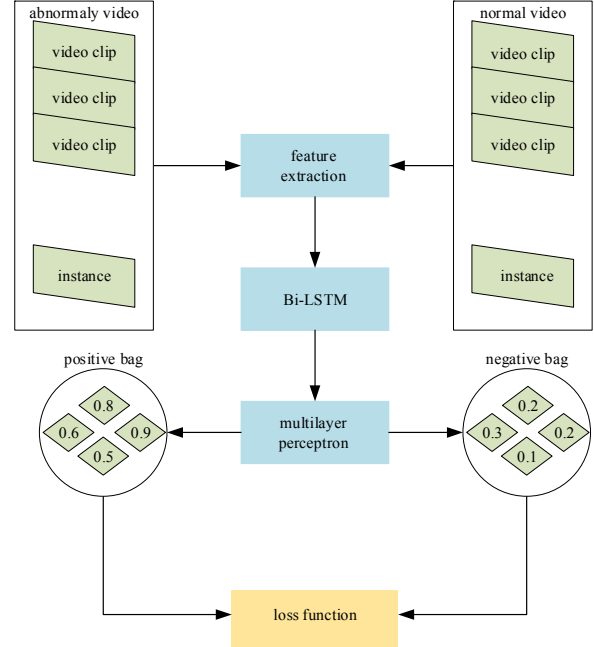 abnormaly video
video clip
video clip
video clip
instance
normal video
video clip
video clip
video clip
instance
feature
extraction
Bi-LSTM
multilayer
perceptron
positive bag
0.8
0.6
0.9
0.5
negative bag
0.2
0.3
0.2
0.1
loss function